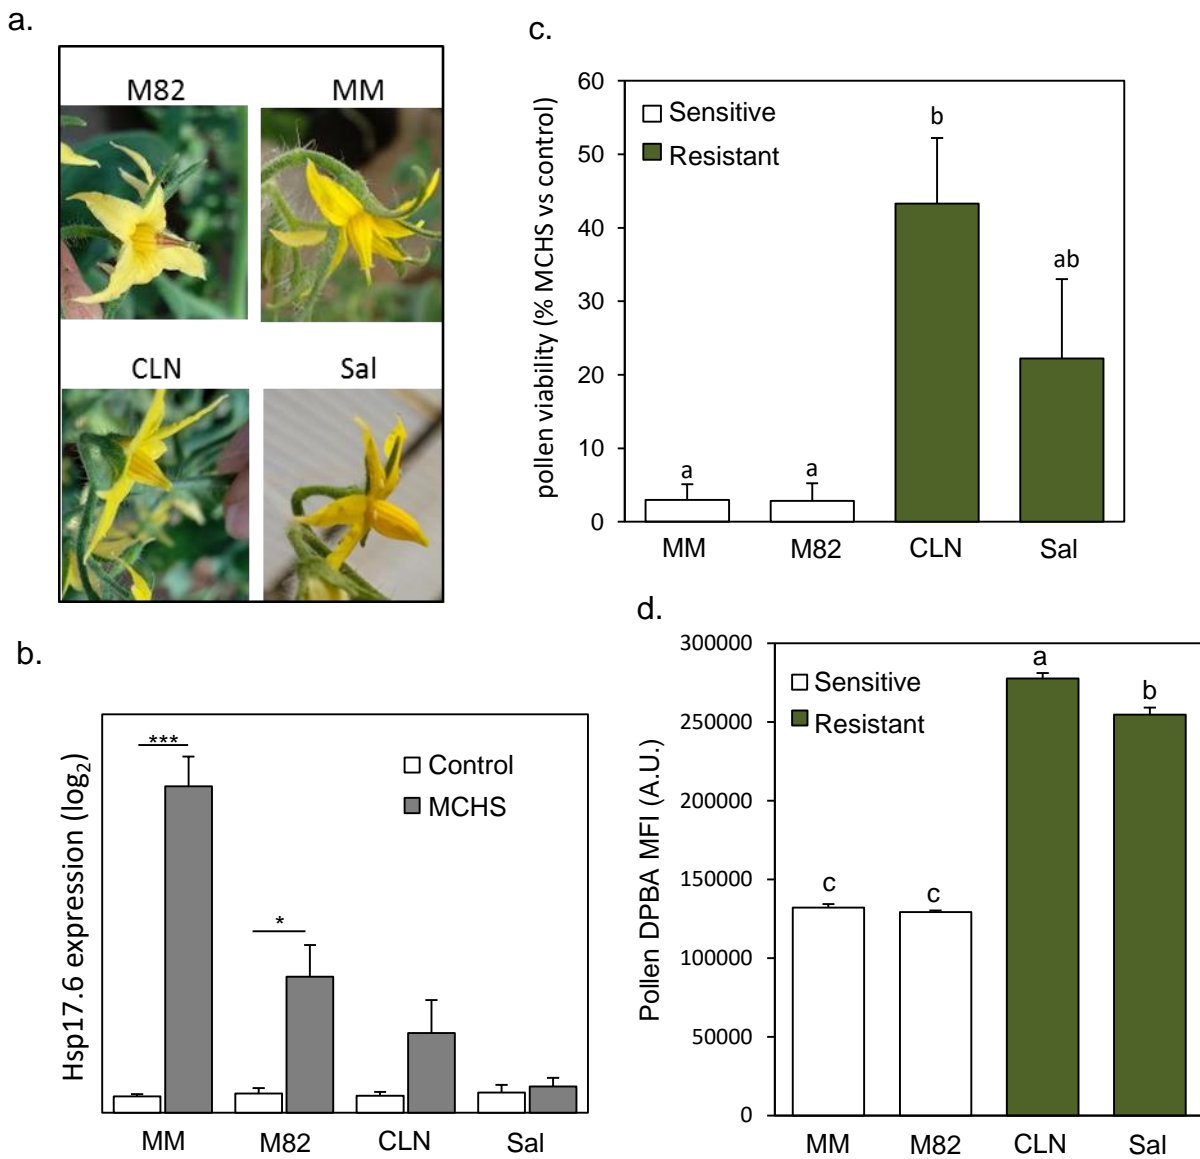 a.
M82 MM
CLN Sal
b.
Hsp17.6 expression (log2)
***
*
Control
MCHS
MM M82 CLN Sal
c.
pollen viability (% MCHS vs control)
60
50
40
30
20
10
0
Sensitive
Resistant
a a b ab
MM M82 CLN Sal
d.
Pollen DPBA MFI (A.U.)
300000
250000
200000
150000
100000
50000
0
Sensitive
Resistant
c c a b
MM M82 CLN Sal